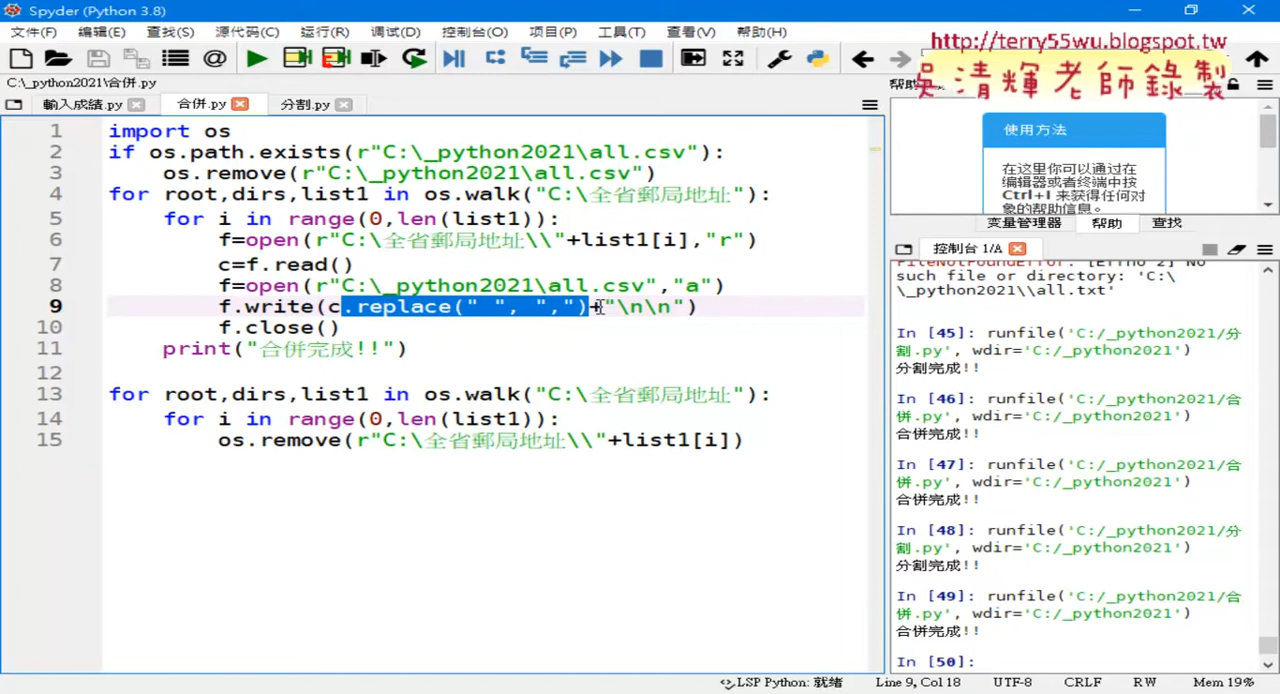 Spyder (Python 3.8)
文件(F) 编辑(E) 查找(S) 源代码(C) 运行(R) 调试(D) 控制台(O) 项目(P) 工具(T) 查看(V) 帮助(H)
http://terry55wu.blogspot.tw
吳清輝老師錄製
C:\_python2021\合併.py
輸入成績.py 合併.py 分割.py
1 import os
2 if os.path.exists(r"C:\_python2021\all.csv"):
3 os.remove(r"C:\_python2021\all.csv")
4 for root,dirs,list1 in os.walk("C:\全省郵局地址"):
5 for i in range(0,len(list1)):
6 f=open(r"C:\全省郵局地址\\"+list1[i],"r")
7 c=f.read()
8 f=open(r"C:\_python2021\all.csv","a")
9 f.write(c.replace(" ", ",")+"\n\n")
10 f.close()
11 print("合併完成!!")
12
13 for root,dirs,list1 in os.walk("C:\全省郵局地址"):
14 for i in range(0,len(list1)):
15 os.remove(r"C:\全省郵局地址\\"+list1[i])
帮助
使用方法
在这里你可以通过在
编辑器或者终端中按
Ctrl+I 来获得任何对
象的帮助信息。
变量管理器 帮助 查找
控制台 1/A
FileNotFoundError: [Errno 2] No
such file or directory: 'C:\
\_python2021\\all.txt'
In [45]: runfile('C:/_python2021/分
割.py', wdir='C:/_python2021')
分割完成!!
In [46]: runfile('C:/_python2021/合
併.py', wdir='C:/_python2021')
合併完成!!
In [47]: runfile('C:/_python2021/合
併.py', wdir='C:/_python2021')
合併完成!!
In [48]: runfile('C:/_python2021/分
割.py', wdir='C:/_python2021')
分割完成!!
In [49]: runfile('C:/_python2021/合
併.py', wdir='C:/_python2021')
合併完成!!
In [50]:
LSP Python: 就绪 Line 9, Col 18 UTF-8 CRLF RW Mem 19%